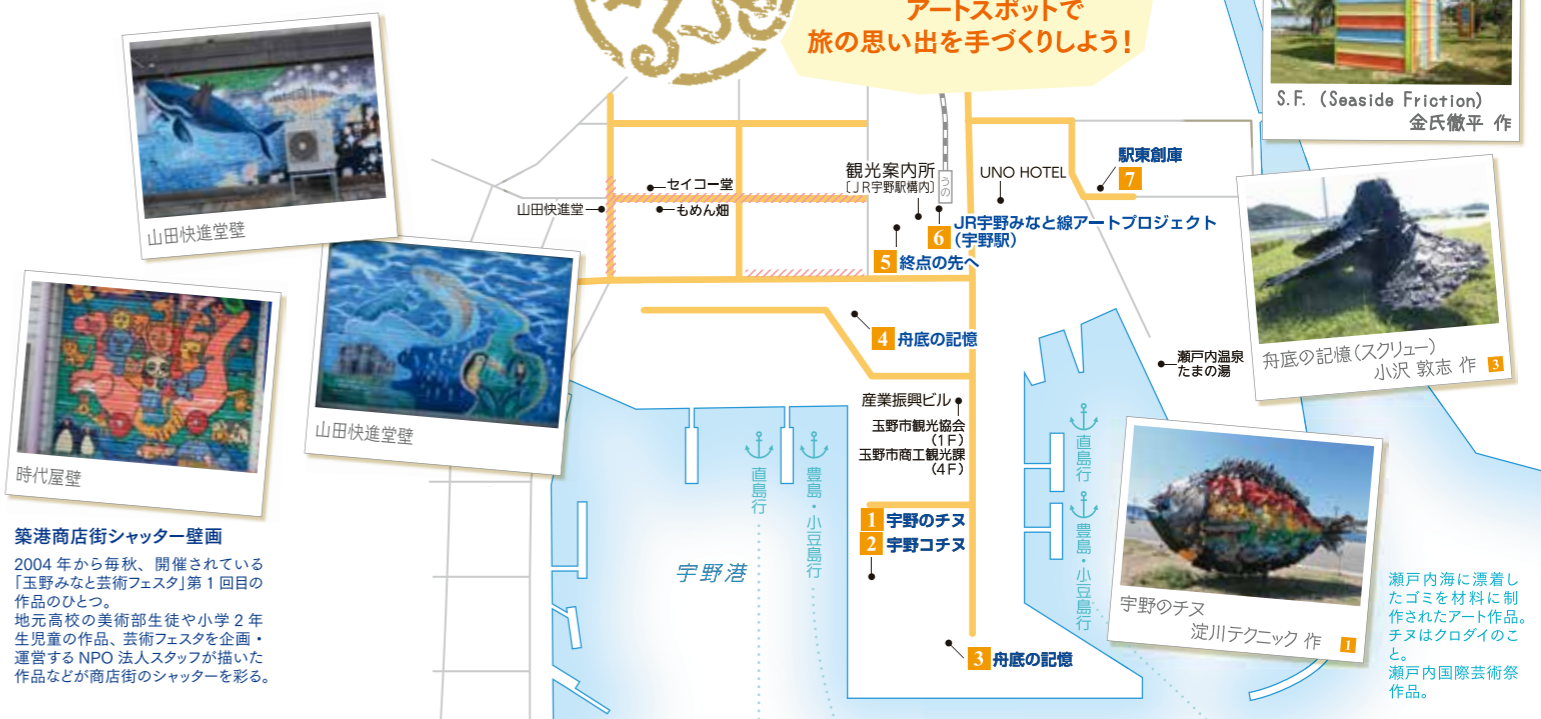 アートスポットで
旅の思い出を手づくりしよう！
S.F. (Seaside Friction)
金氏徹平 作
山田快進堂壁
山田快進堂壁
時代屋壁
築港商店街シャッター壁画
2004年から毎秋、開催されている
「玉野みなと芸術フェスタ」第1回目の
作品のひとつ。
地元高校の美術部生徒や小学2年
生児童の作品、芸術フェスタを企画・
運営するNPO法人スタッフが描いた
作品などが商店街のシャッターを彩る。
セイコー堂
山田快進堂
もめん畑
観光案内所
〔JR宇野駅構内〕
うの
UNO HOTEL
駅東創庫
7
6 JR宇野みなと線アートプロジェクト
(宇野駅)
5 終点の先へ
4 舟底の記憶
瀬戸内温泉
たまの湯
産業振興ビル
玉野市観光協会
(1F)
玉野市商工観光課
(4F)
直島行
豊島・小豆島行
直島行
豊島・小豆島行
1 宇野のチヌ
2 宇野コチヌ
宇野港
3 舟底の記憶
舟底の記憶(スクリュー)
小沢 敦志 作 3
宇野のチヌ
淀川テクニック 作 1
瀬戸内海に漂着し
たゴミを材料に制
作されたアート作品。
チヌはクロダイのこ
と。
瀬戸内国際芸術祭
作品。